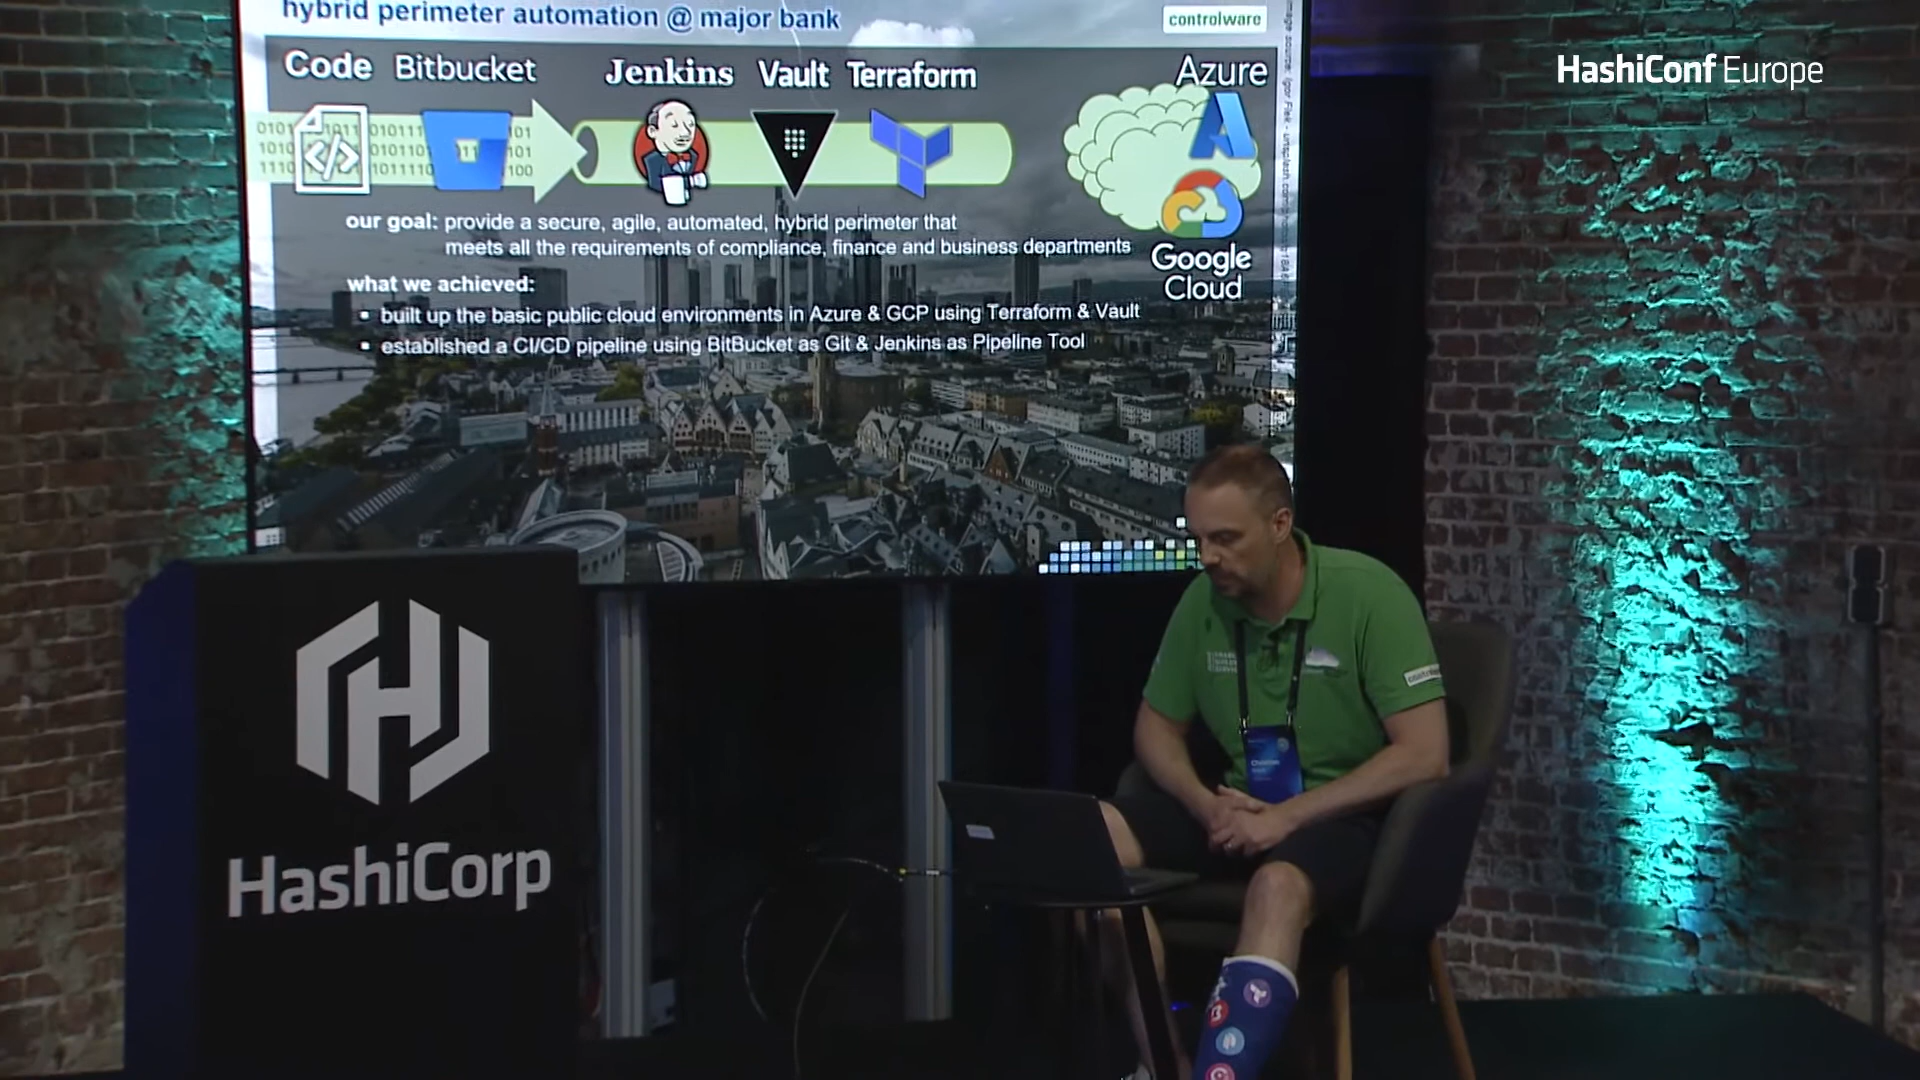 hybrid perimeter automation @ major bank
controlware
HashiConf Europe
Code Bitbucket Jenkins Vault Terraform Azure
Google
Cloud
our goal: provide a secure, agile, automated, hybrid perimeter that
meets all the requirements of compliance, finance and business departments
what we achieved:
▪ built up the basic public cloud environments in Azure & GCP using Terraform & Vault
▪ established a CI/CD pipeline using BitBucket as Git & Jenkins as Pipeline Tool
HashiCorp